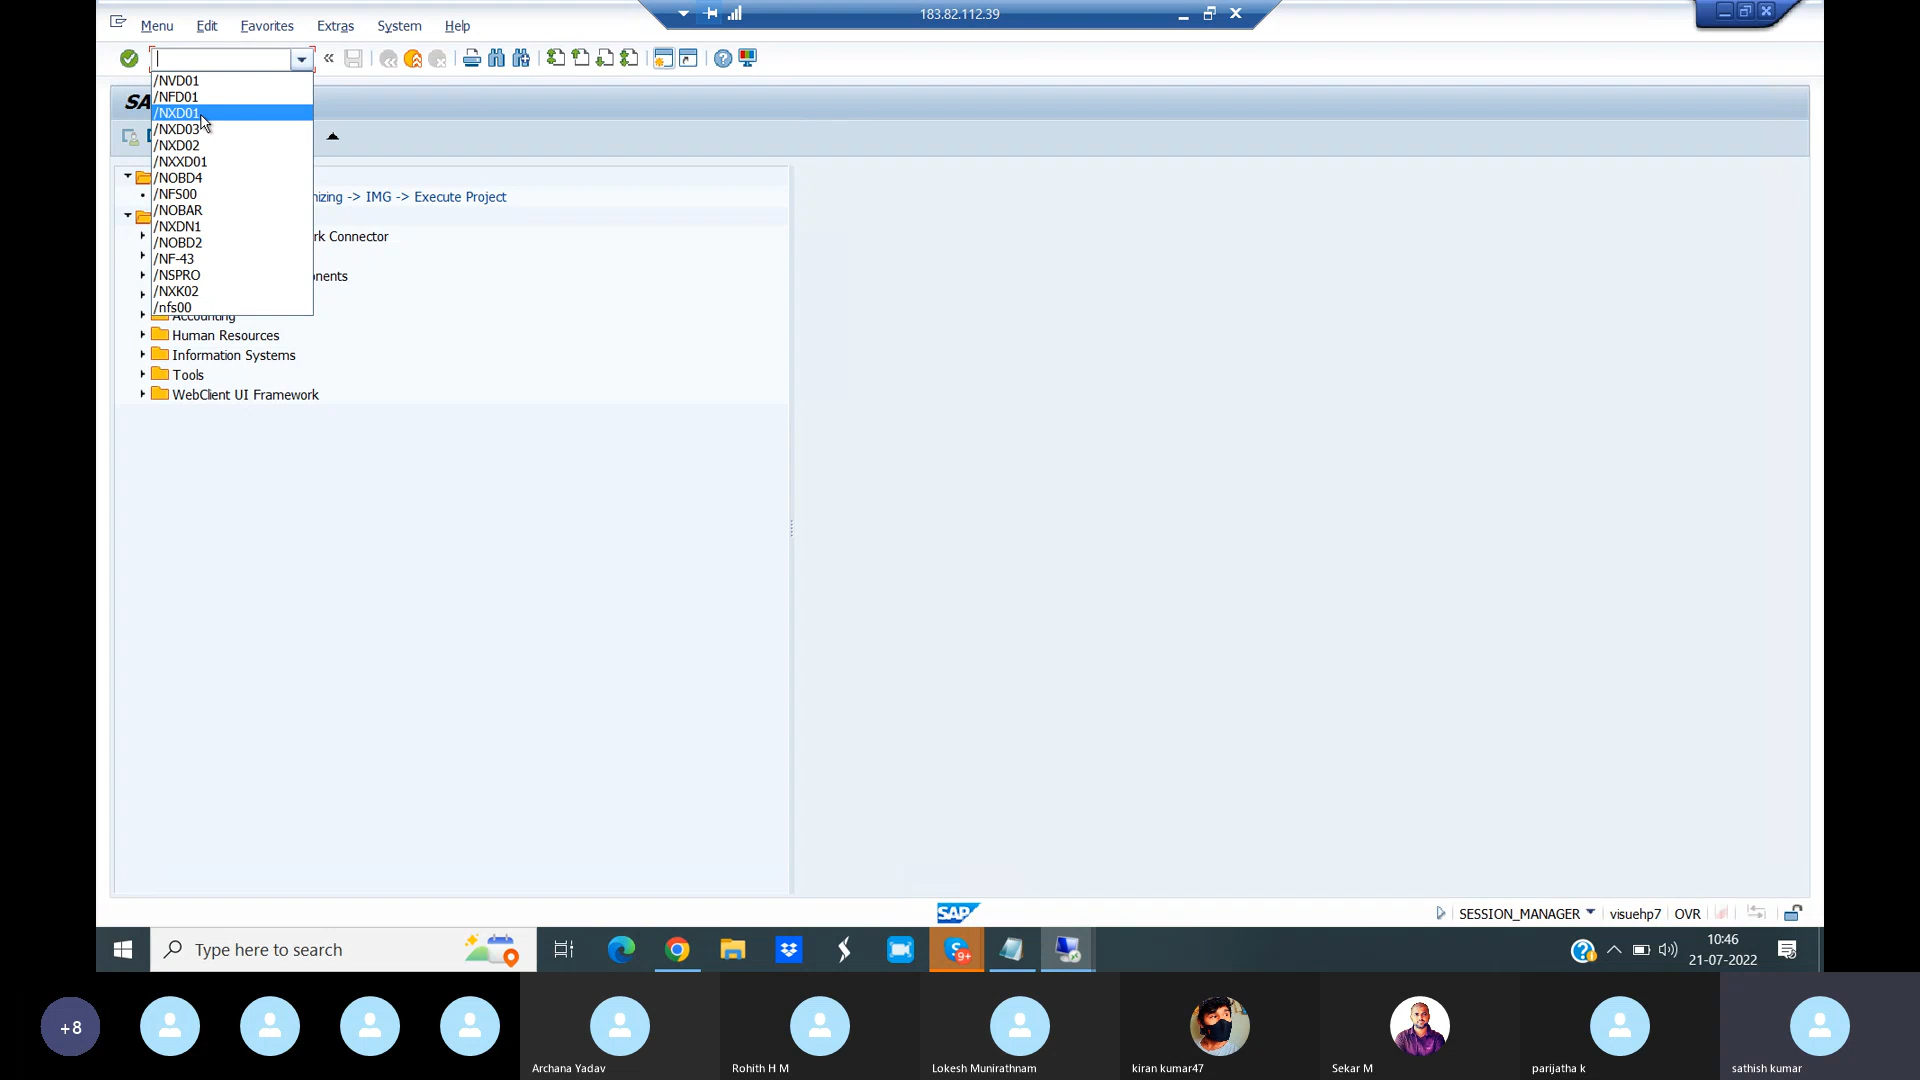 183.82.112.39
Menu Edit Favorites Extras System Help
/NVD01
/NFD01
SA
/NXD01
/NXD03
/NXD02
/NXXD01
/NOBD4
/NFS00
nizing -> IMG -> Execute Project
/NOBAR
/NXDN1
rk Connector
/NOBD2
/NF-43
/NSPRO
nents
/NXK02
/nfs00
Accounting
Human Resources
Information Systems
Tools
WebClient UI Framework
SAP
SESSION_MANAGER visuehp7 OVR
Type here to search
9+
10:46
21-07-2022
+8
Archana Yadav
Rohith H M
Lokesh Munirathnam
kiran kumar47
Sekar M
parijatha k
sathish kumar